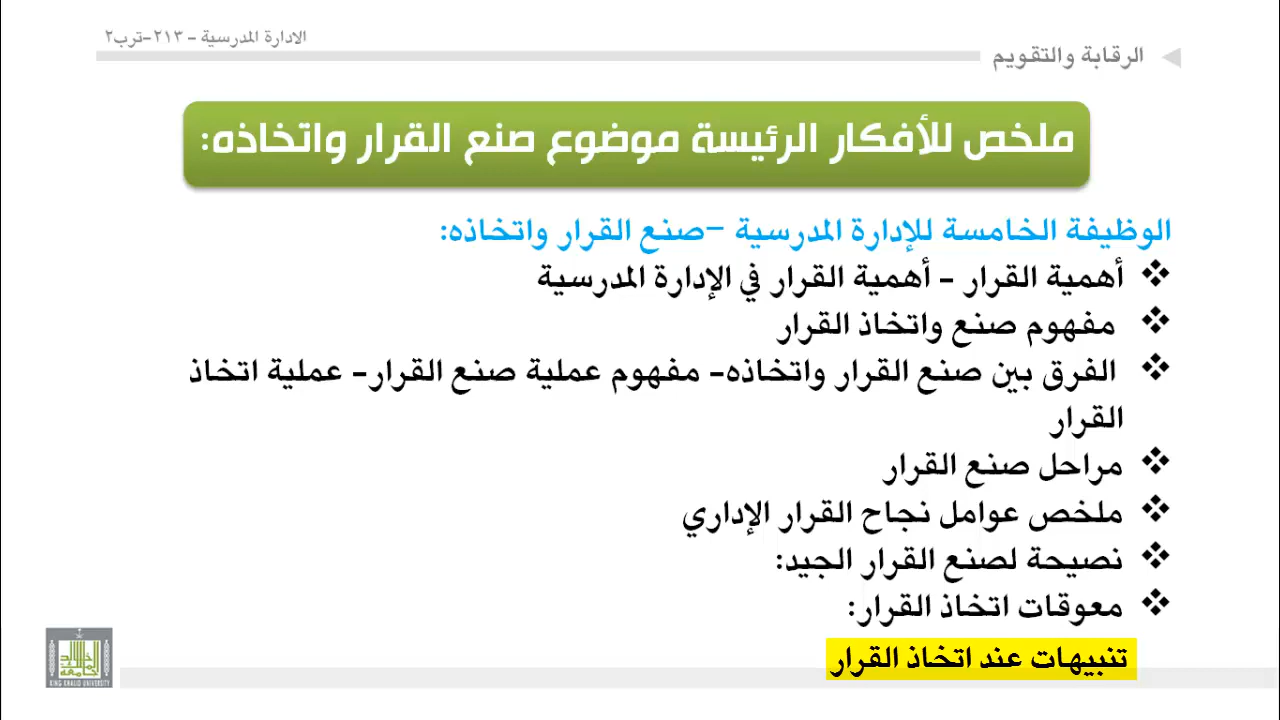 الادارة المدرسية - ٢١٣-ترب٢
الرقابة والتقويم
ملخص للأفكار الرئيسة موضوع صنع القرار واتخاذه:
الوظيفة الخامسة للإدارة المدرسية –صنع القرار واتخاذه:
❖ أهمية القرار - أهمية القرار في الإدارة المدرسية
❖ مفهوم صنع واتخاذ القرار
❖ الفرق بين صنع القرار واتخاذه- مفهوم عملية صنع القرار- عملية اتخاذ
القرار
❖ مراحل صنع القرار
❖ ملخص عوامل نجاح القرار الإداري
❖ نصيحة لصنع القرار الجيد:
❖ معوقات اتخاذ القرار:
تنبيهات عند اتخاذ القرار
KING KHALID UNIVERSITY